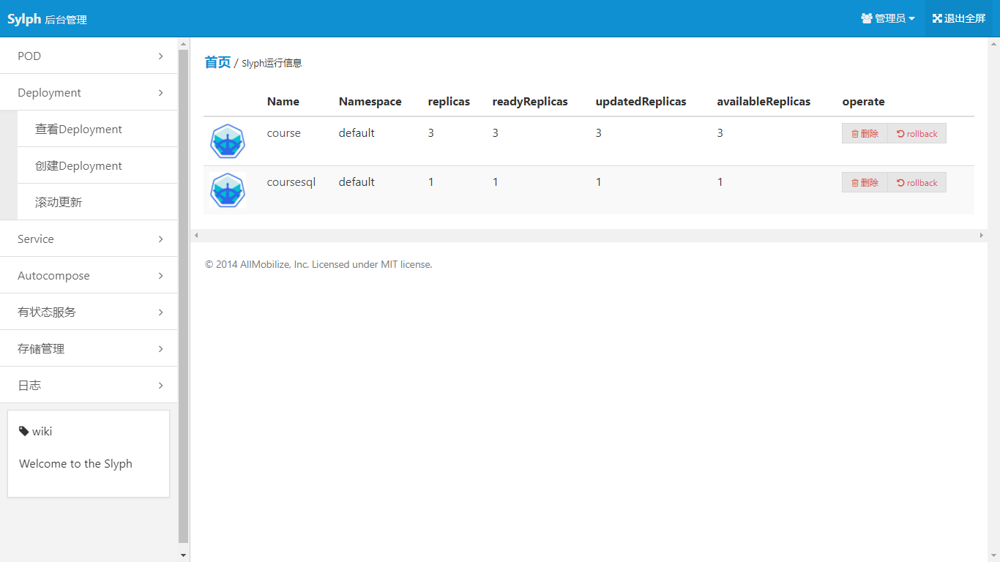 Sylph 后台管理
管理员
退出全屏
POD
Deployment
查看Deployment
创建Deployment
滚动更新
Service
Autocompose
有状态服务
存储管理
日志
wiki
Welcome to the Slyph
首页 / Slyph运行信息
Name Namespace replicas readyReplicas updatedReplicas availableReplicas operate
course default 3 3 3 3 删除 rollback
coursesql default 1 1 1 1 删除 rollback
© 2014 AllMobilize, Inc. Licensed under MIT license.